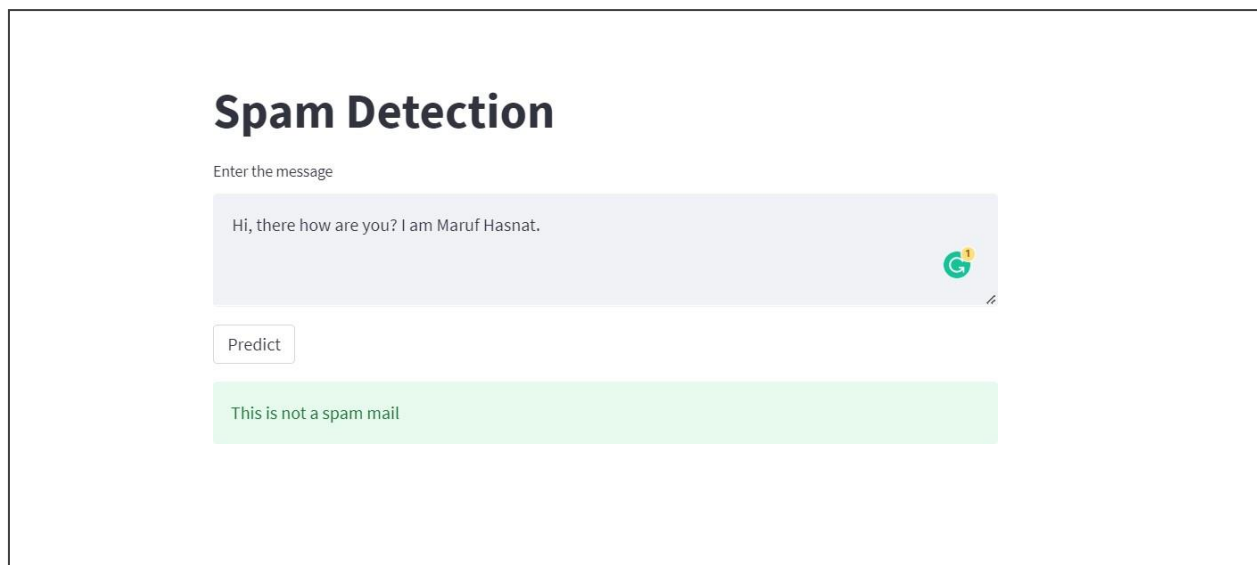 Spam Detection
Enter the message
Hi, there how are you? I am Maruf Hasnat.
1
Predict
This is not a spam mail